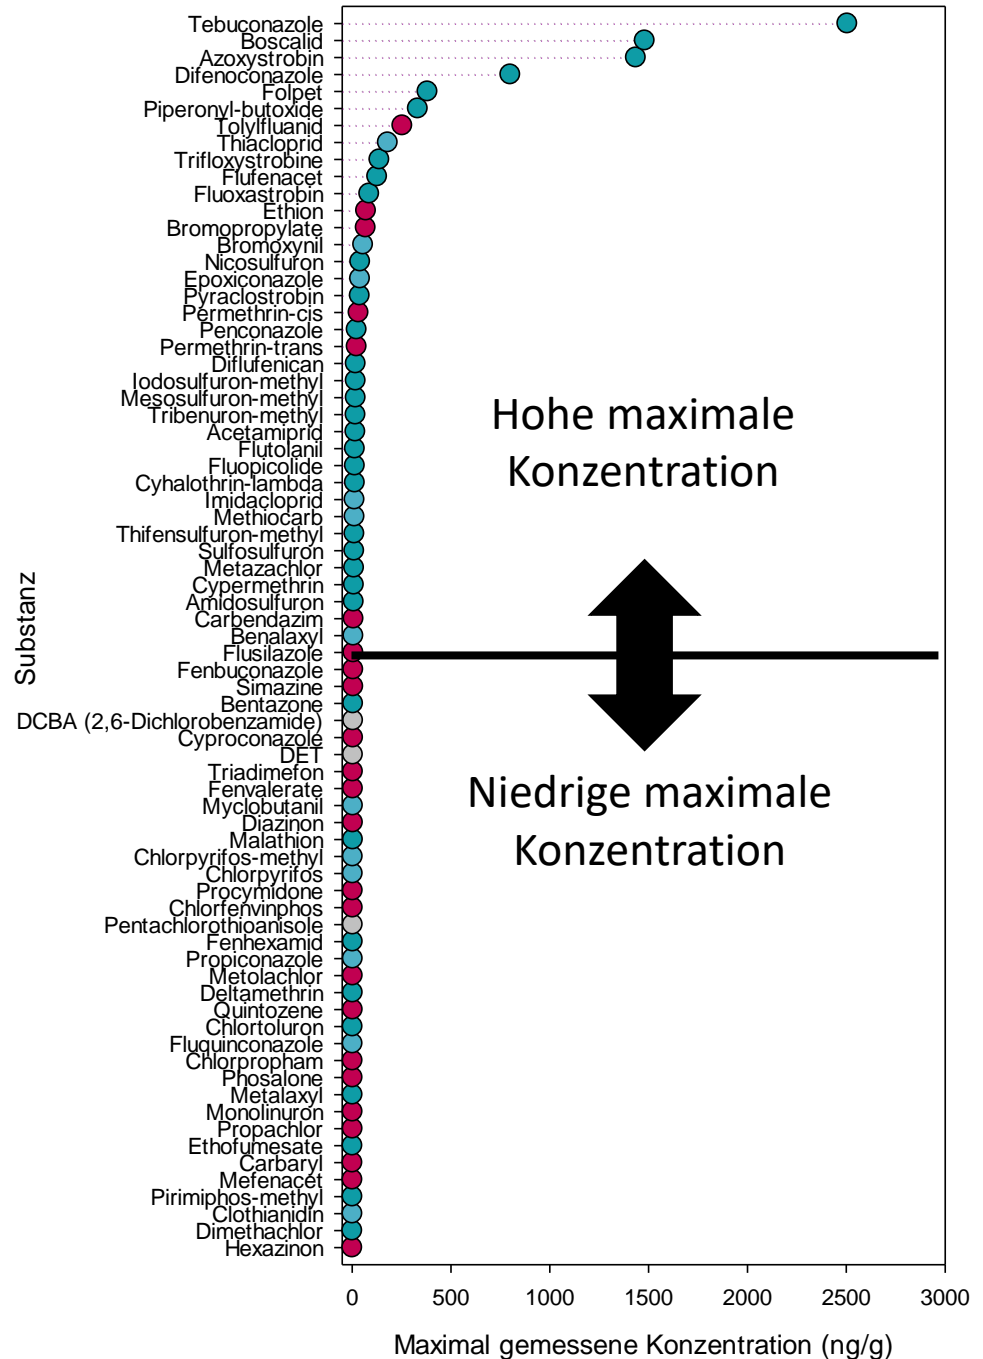 Tebuconazole
Boscalid
Azoxystrobin
Difenoconazole
Folpet
Piperonyl-butoxide
Tolylfluanid
Thiacloprid
Trifloxystrobine
Flufenacet
Fluoxastrobin
Ethion
Bromopropylate
Bromoxynil
Nicosulfuron
Epoxiconazole
Pyraclostrobin
Permethrin-cis
Penconazole
Permethrin-trans
Diflufenican
Iodosulfuron-methyl
Mesosulfuron-methyl
Tribenuron-methyl
Acetamiprid
Flutolanil
Fluopicolide
Cyhalothrin-lambda
Imidacloprid
Methiocarb
Thifensulfuron-methyl
Sulfosulfuron
Metazachlor
Cypermethrin
Amidosulfuron
Carbendazim
Benalaxyl
Flusilazole
Fenbuconazole
Simazine
Bentazone
DCBA (2,6-Dichlorobenzamide)
Cyproconazole
DET
Triadimefon
Fenvalerate
Myclobutanil
Diazinon
Malathion
Chlorpyrifos-methyl
Chlorpyrifos
Procymidone
Chlorfenvinphos
Pentachlorothioanisole
Fenhexamid
Propiconazole
Metolachlor
Deltamethrin
Quintozene
Chlortoluron
Fluquinconazole
Chlorpropham
Phosalone
Metalaxyl
Monolinuron
Propachlor
Ethofumesate
Carbaryl
Mefenacet
Pirimiphos-methyl
Clothianidin
Dimethachlor
Hexazinon
Substanz
Hohe maximale
Konzentration
Niedrige maximale
Konzentration
0 500 1000 1500 2000 2500 3000
Maximal gemessene Konzentration (ng/g)